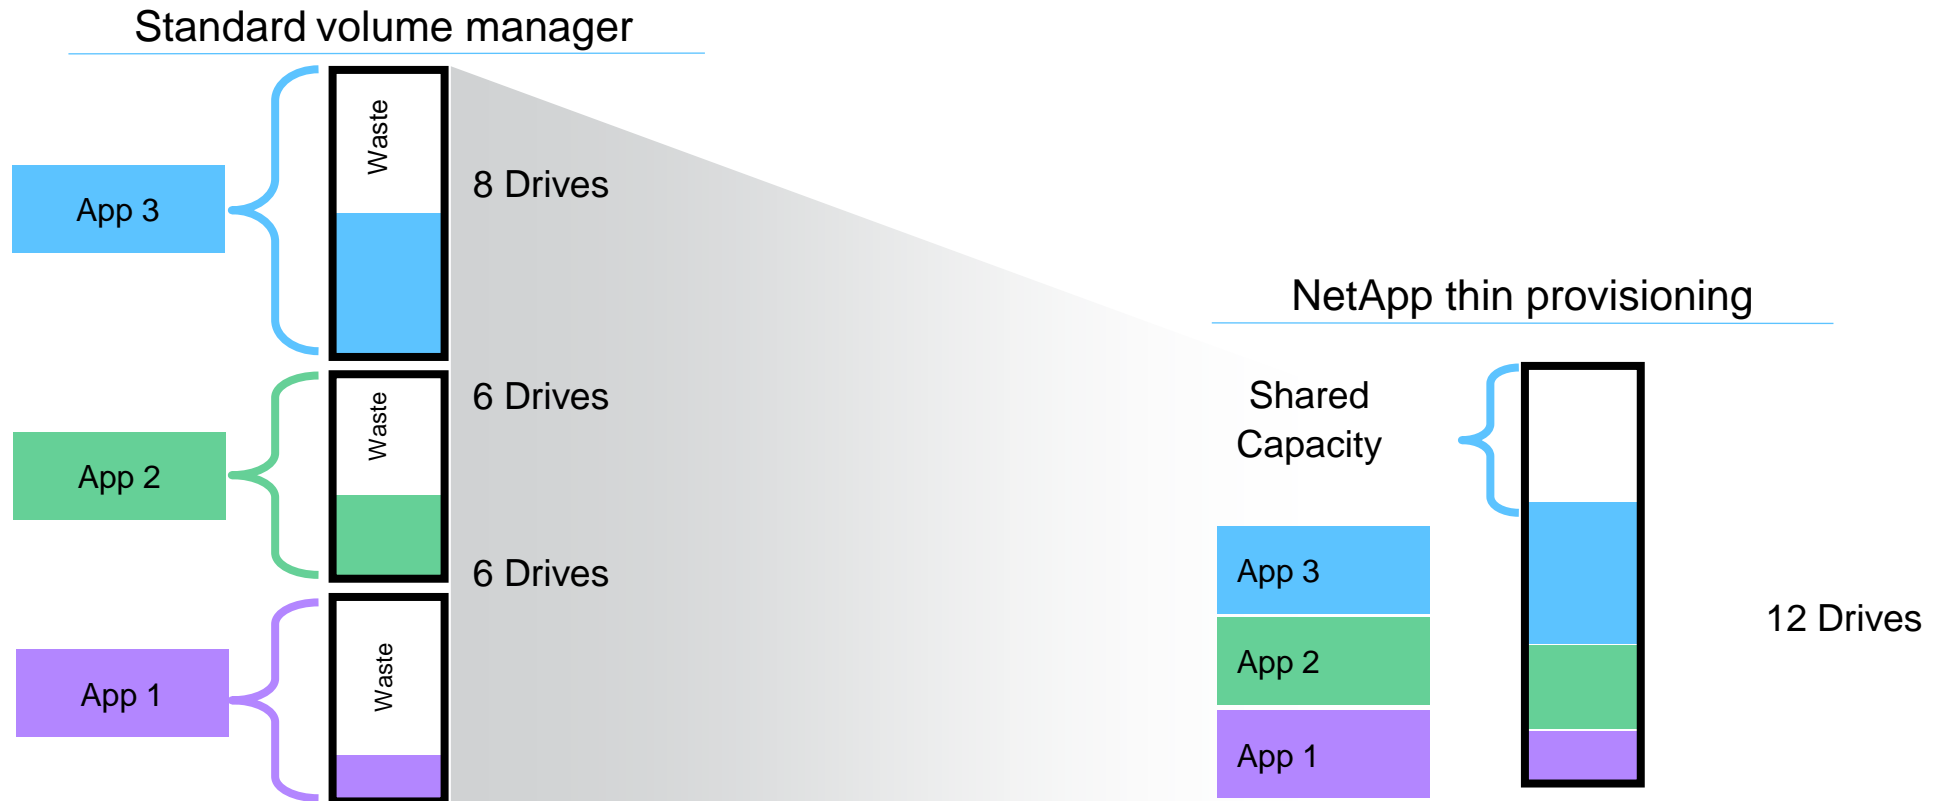 Standard volume manager
Waste
App 3
8 Drives
Waste
App 2
6 Drives
6 Drives
Waste
App 1
NetApp thin provisioning
Shared
Capacity
App 3
App 2
App 1
12 Drives